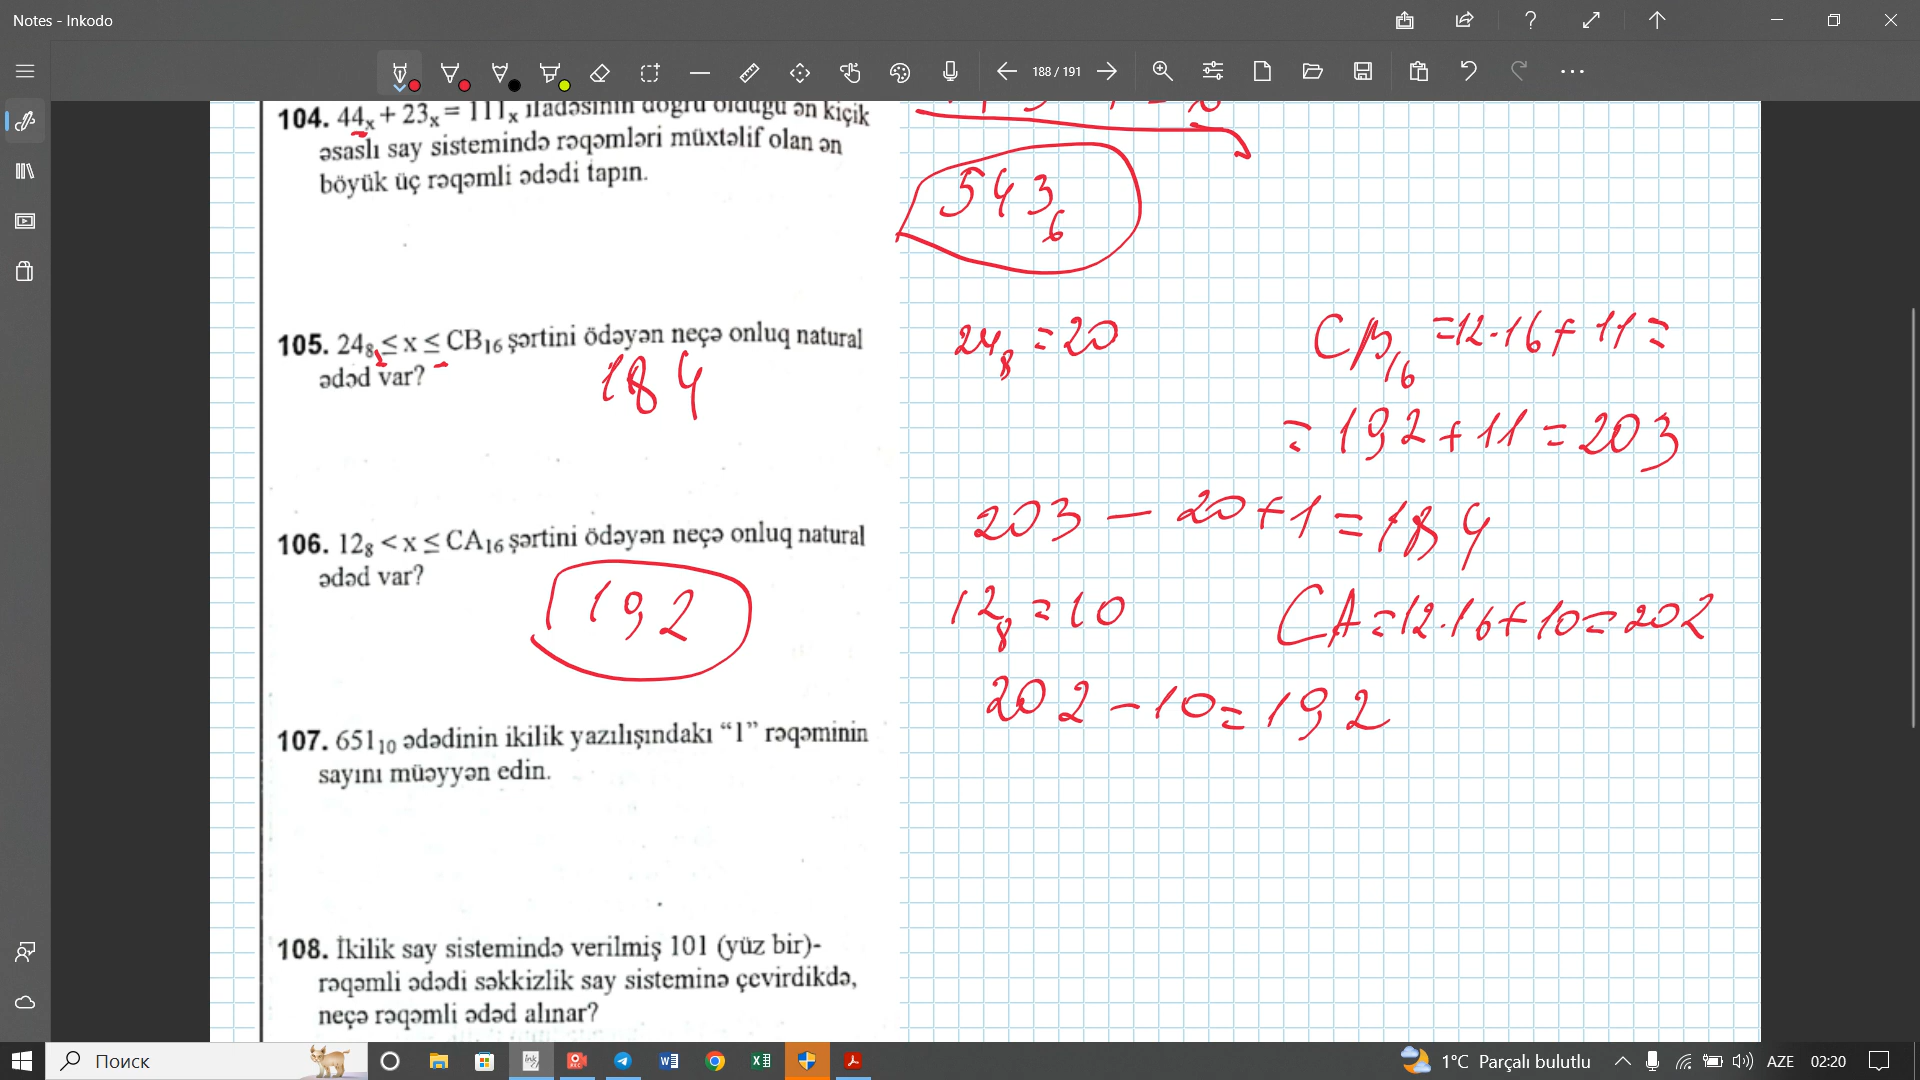 Notes - Inkodo
188 / 191
104. 44x + 23x = 111x ifadəsinin doğru olduğu ən kiçik
əsaslı say sistemində rəqəmləri müxtəlif olan ən
böyük üç rəqəmli ədədi tapın.
543₆
105. 24₈ ≤ x ≤ CB₁₆ şərtini ödəyən neçə onluq natural
ədəd var?
184
24₈ = 20
CB₁₆ = 12·16 + 11 =
= 192 + 11 = 203
203 − 20 + 1 = 184
106. 12₈ < x ≤ CA₁₆ şərtini ödəyən neçə onluq natural
ədəd var?
192
12₈ = 10
CA = 12·16 + 10 = 202
202 − 10 = 192
107. 651₁₀ ədədinin ikilik yazılışındakı “1” rəqəminin
sayını müəyyən edin.
108. İkilik say sistemində verilmiş 101 (yüz bir)-
rəqəmli ədədi səkkizlik say sisteminə çevirdikdə,
neçə rəqəmli ədəd alınar?
Поиск
1°C Parçalı bulutlu
AZE
02:20